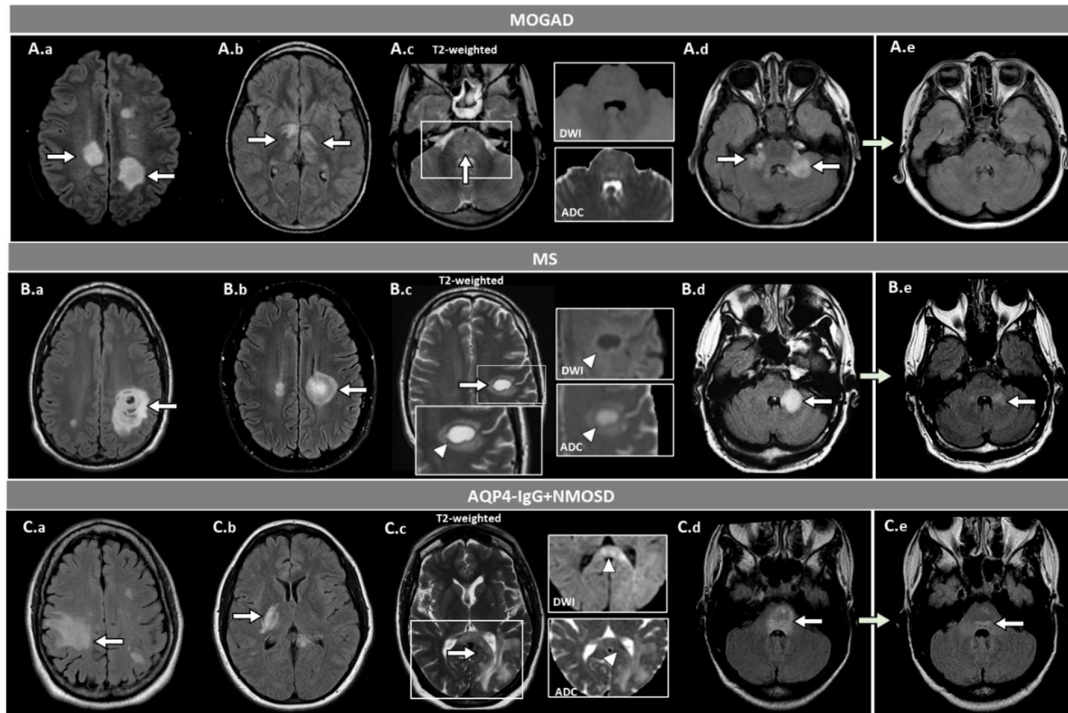 MOGAD
A.a
A.b
A.c
T2-weighted
DWI
ADC
A.d
A.e
MS
B.a
B.b
B.c
T2-weighted
DWI
ADC
B.d
B.e
AQP4-IgG+NMOSD
C.a
C.b
C.c
T2-weighted
DWI
ADC
C.d
C.e